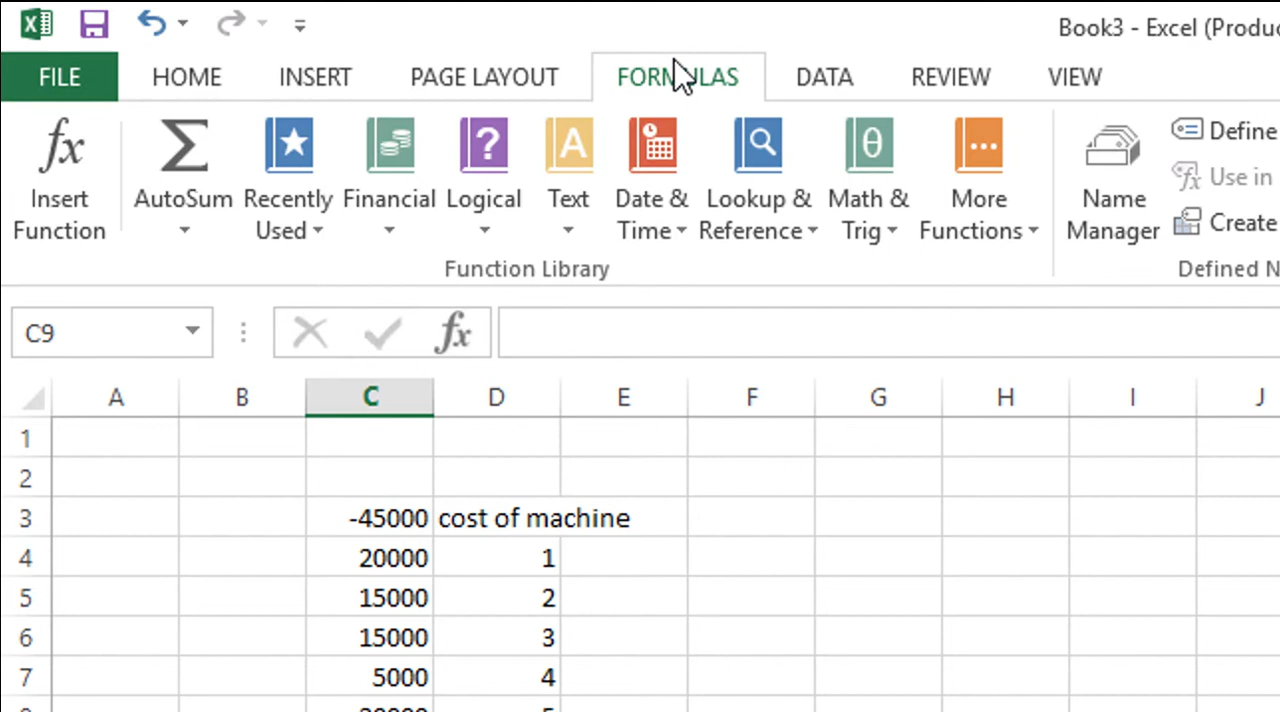 Book3 - Excel (Produc
FILE HOME INSERT PAGE LAYOUT FORMULAS DATA REVIEW VIEW
Insert Function
AutoSum
Recently Used
Financial
Logical
Text
Date & Time
Lookup & Reference
Math & Trig
More Functions
Name Manager
Define
Use in
Create
Function Library
Defined N
C9
fx
A B C D E F G H I J
1
2
3 -45000 cost of machine
4 20000 1
5 15000 2
6 15000 3
7 5000 4